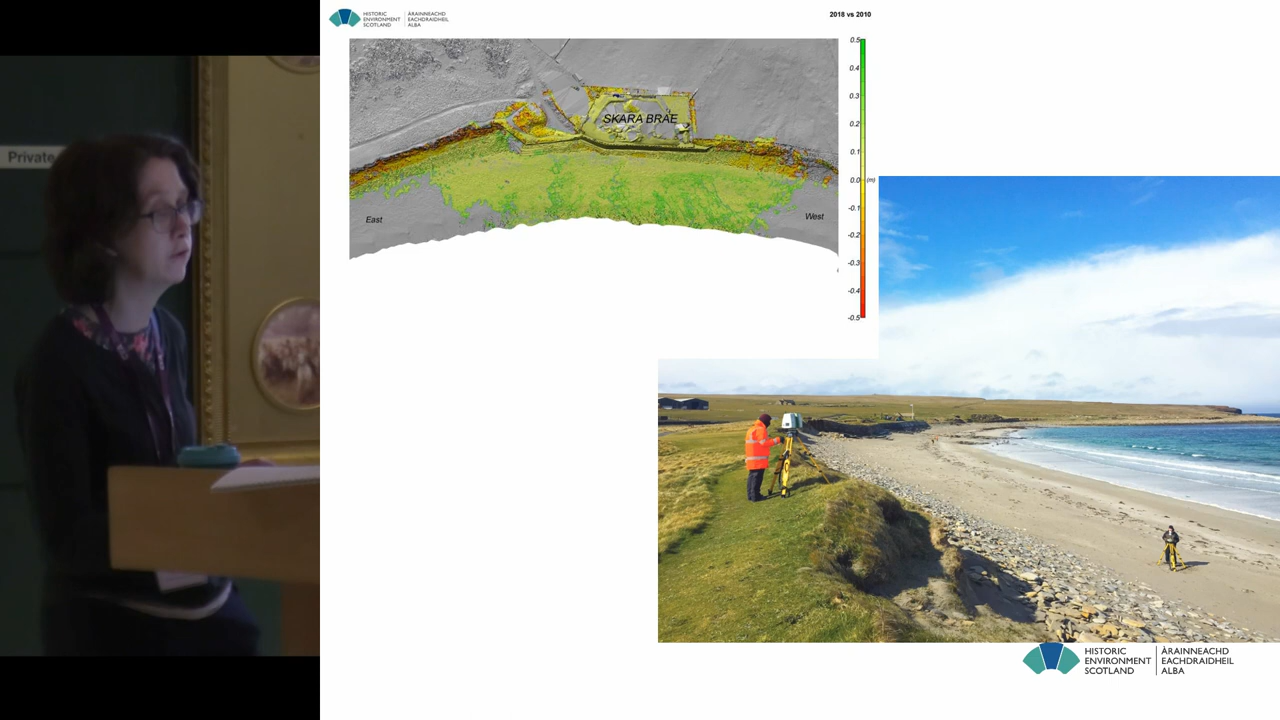 Private
HISTORIC
ENVIRONMENT
SCOTLAND
ÀRAINNEACHD
EACHDRAIDHEIL
ALBA
2018 vs 2010
SKARA BRAE
East
West
0.5
0.4
0.3
0.2
0.1
0.0 (m)
-0.1
-0.2
-0.3
-0.4
-0.5
HISTORIC
ENVIRONMENT
SCOTLAND
ÀRAINNEACHD
EACHDRAIDHEIL
ALBA